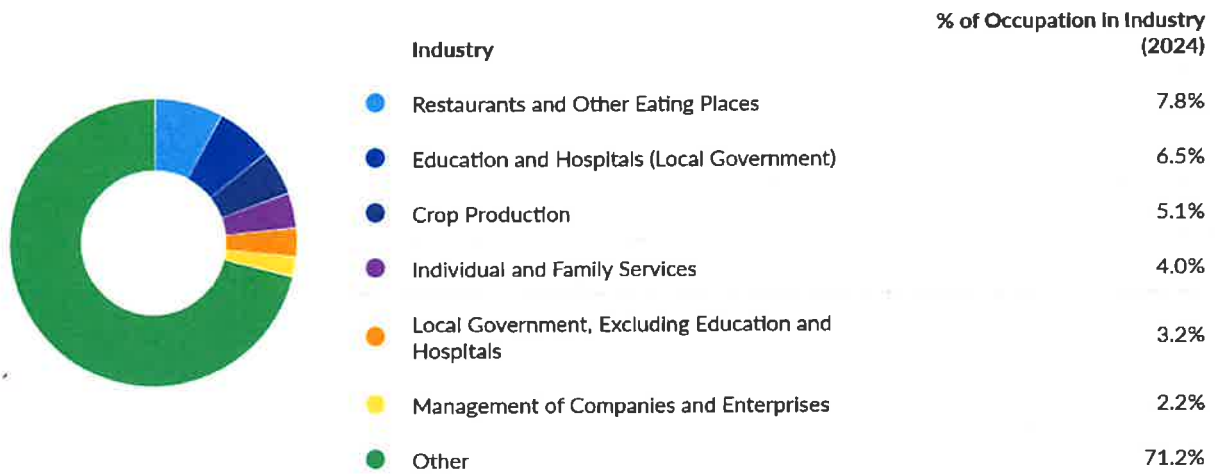 % of Occupation in Industry
Industry
(2024)
Restaurants and Other Eating Places 7.8%
Education and Hospitals (Local Government) 6.5%
Crop Production 5.1%
Individual and Family Services 4.0%
Local Government, Excluding Education and
Hospitals
3.2%
Management of Companies and Enterprises 2.2%
Other 71.2%